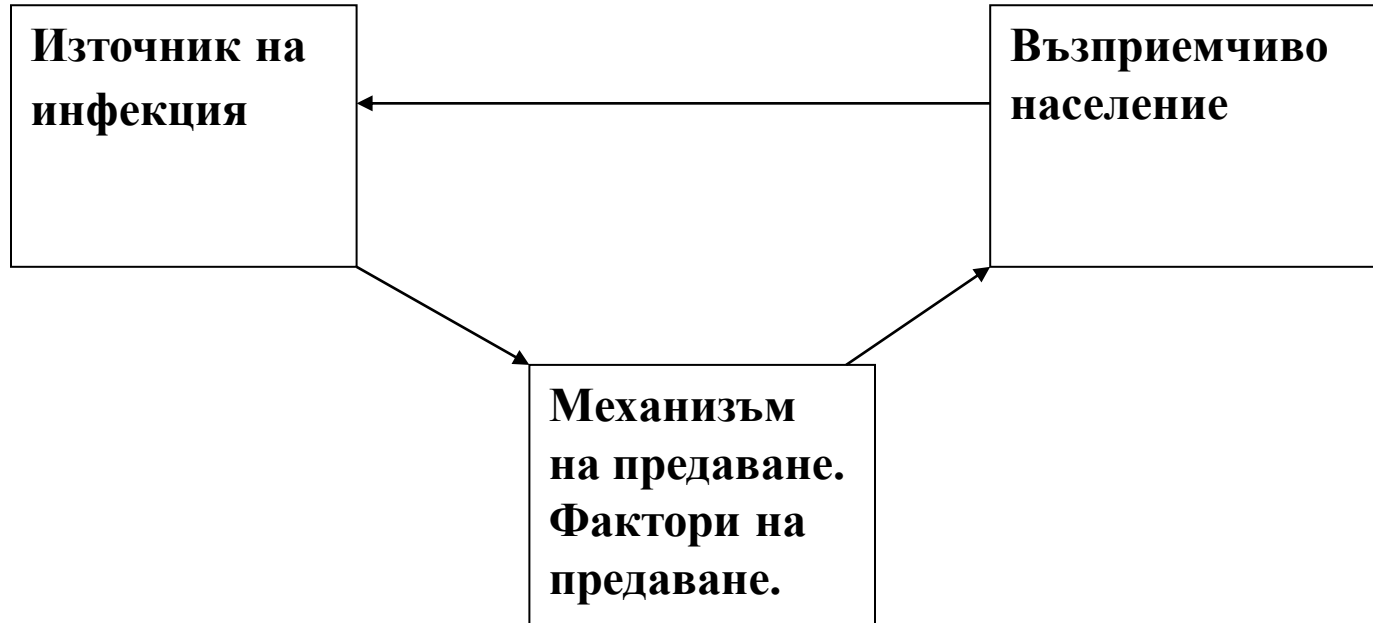 Източник на
инфекция
Възприемчиво
население
Механизъм
на предаване.
Фактори на
предаване.